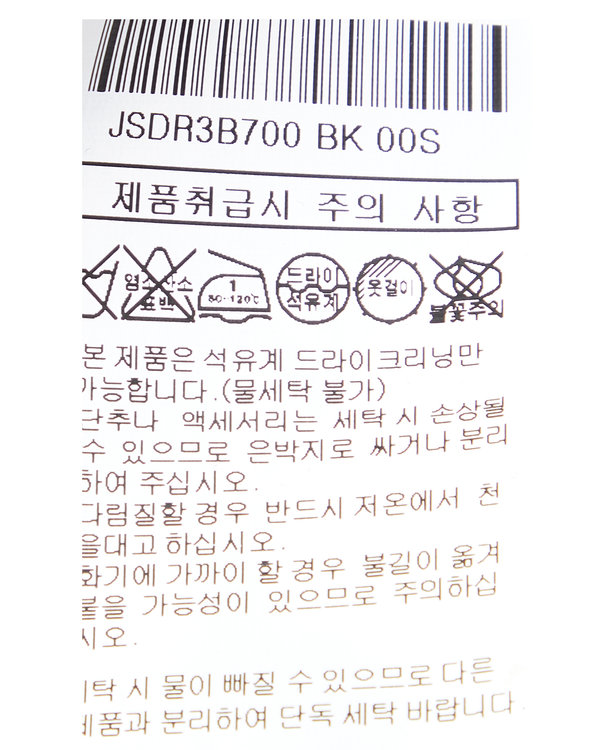 JSDR3B700 BK 00S
제품취급시 주의 사항
염소산소
표백
1
80-120℃
드라이
석유계
옷걸이
불꽃주의
본 제품은 석유계 드라이크리닝만
가능합니다.(물세탁 불가)
단추나 액세서리는 세탁 시 손상될
수 있으므로 은박지로 싸거나 분리
하여 주십시오.
다림질할 경우 반드시 저온에서 천
을대고 하십시오.
화기에 가까이 할 경우 불길이 옮겨
붙을 가능성이 있으므로 주의하십
시오.
세탁 시 물이 빠질 수 있으므로 다른
제품과 분리하여 단독 세탁 바랍니다.